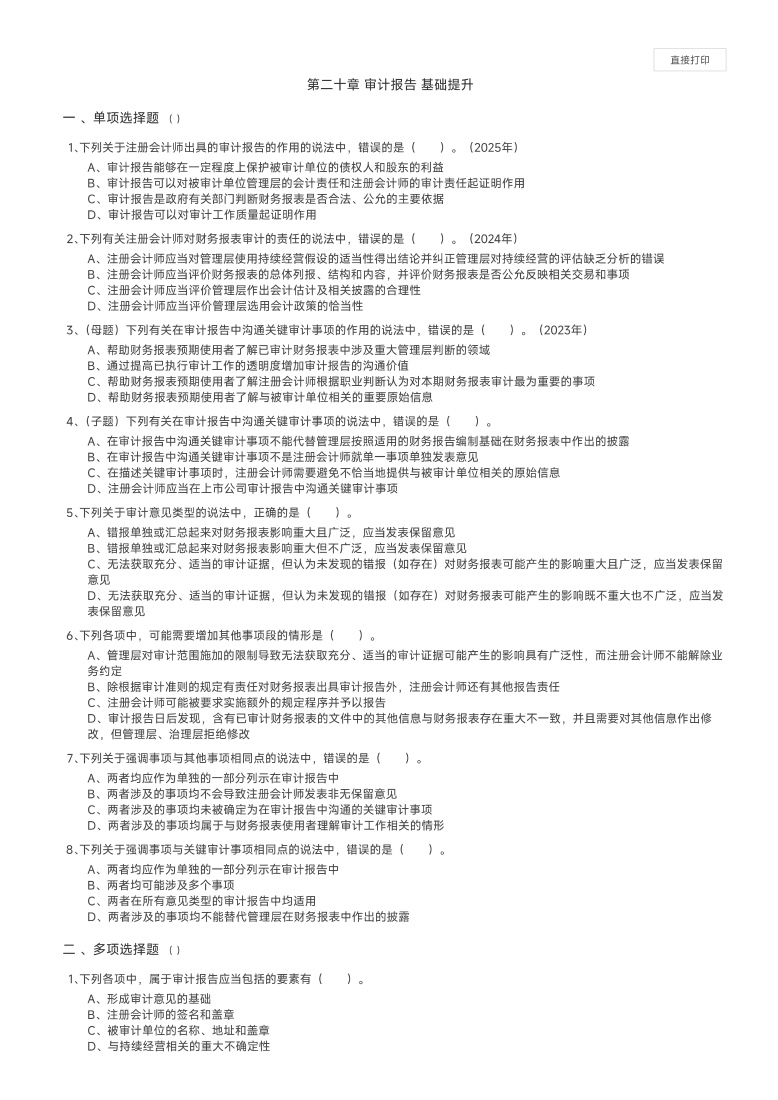 直接打印
第二十章 审计报告 基础提升
一 、单项选择题 ( )
1、下列关于注册会计师出具的审计报告的作用的说法中，错误的是（　　）。（2025年）
A、审计报告能够在一定程度上保护被审计单位的债权人和股东的利益
B、审计报告可以对被审计单位管理层的会计责任和注册会计师的审计责任起证明作用
C、审计报告是政府有关部门判断财务报表是否合法、公允的主要依据
D、审计报告可以对审计工作质量起证明作用
2、下列有关注册会计师对财务报表审计的责任的说法中，错误的是（　　）。（2024年）
A、注册会计师应当对管理层使用持续经营假设的适当性得出结论并纠正管理层对持续经营的评估缺乏分析的错误
B、注册会计师应当评价财务报表的总体列报、结构和内容，并评价财务报表是否公允反映相关交易和事项
C、注册会计师应当评价管理层作出会计估计及相关披露的合理性
D、注册会计师应当评价管理层选用会计政策的恰当性
3、（母题）下列有关在审计报告中沟通关键审计事项的作用的说法中，错误的是（　　）。（2023年）
A、帮助财务报表预期使用者了解已审计财务报表中涉及重大管理层判断的领域
B、通过提高已执行审计工作的透明度增加审计报告的沟通价值
C、帮助财务报表预期使用者了解注册会计师根据职业判断认为对本期财务报表审计最为重要的事项
D、帮助财务报表预期使用者了解与被审计单位相关的重要原始信息
4、（子题）下列有关在审计报告中沟通关键审计事项的说法中，错误的是（　　）。
A、在审计报告中沟通关键审计事项不能代替管理层按照适用的财务报告编制基础在财务报表中作出的披露
B、在审计报告中沟通关键审计事项不是注册会计师就单一事项单独发表意见
C、在描述关键审计事项时，注册会计师需要避免不恰当地提供与被审计单位相关的原始信息
D、注册会计师应当在上市公司审计报告中沟通关键审计事项
5、下列关于审计意见类型的说法中，正确的是（　　）。
A、错报单独或汇总起来对财务报表影响重大且广泛，应当发表保留意见
B、错报单独或汇总起来对财务报表影响重大但不广泛，应当发表保留意见
C、无法获取充分、适当的审计证据，但认为未发现的错报（如存在）对财务报表可能产生的影响重大且广泛，应当发表保留
意见
D、无法获取充分、适当的审计证据，但认为未发现的错报（如存在）对财务报表可能产生的影响既不重大也不广泛，应当发
表保留意见
6、下列各项中，可能需要增加其他事项段的情形是（　　）。
A、管理层对审计范围施加的限制导致无法获取充分、适当的审计证据可能产生的影响具有广泛性，而注册会计师不能解除业
务约定
B、除根据审计准则的规定有责任对财务报表出具审计报告外，注册会计师还有其他报告责任
C、注册会计师可能被要求实施额外的规定程序并予以报告
D、审计报告日后发现，含有已审计财务报表的文件中的其他信息与财务报表存在重大不一致，并且需要对其他信息作出修
改，但管理层、治理层拒绝修改
7、下列关于强调事项与其他事项相同点的说法中，错误的是（　　）。
A、两者均应作为单独的一部分列示在审计报告中
B、两者涉及的事项均不会导致注册会计师发表非无保留意见
C、两者涉及的事项均未被确定为在审计报告中沟通的关键审计事项
D、两者涉及的事项均属于与财务报表使用者理解审计工作相关的情形
8、下列关于强调事项与关键审计事项相同点的说法中，错误的是（　　）。
A、两者均应作为单独的一部分列示在审计报告中
B、两者均可能涉及多个事项
C、两者在所有意见类型的审计报告中均适用
D、两者涉及的事项均不能替代管理层在财务报表中作出的披露
二 、多项选择题 ( )
1、下列各项中，属于审计报告应当包括的要素有（　　）。
A、形成审计意见的基础
B、注册会计师的签名和盖章
C、被审计单位的名称、地址和盖章
D、与持续经营相关的重大不确定性